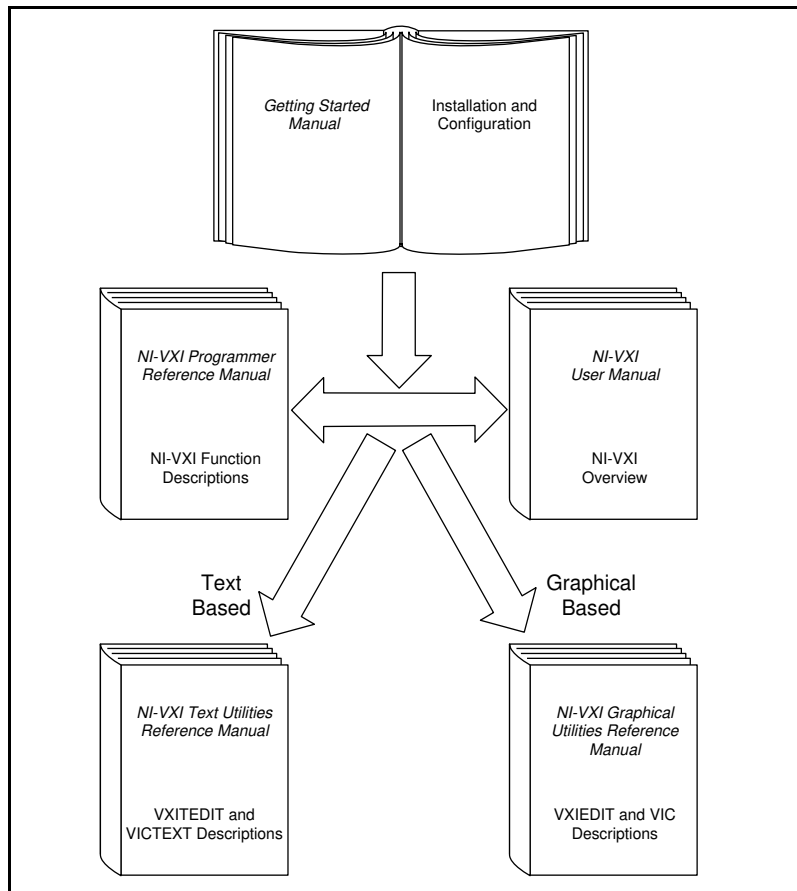 Getting Started
Manual
Installation and
Configuration
NI-VXI Programmer
Reference Manual
NI-VXI Function
Descriptions
NI-VXI
User Manual
NI-VXI
Overview
Text
Based
Graphical
Based
NI-VXI Text Utilities
Reference Manual
VXITEDIT and
VICTEXT Descriptions
NI-VXI Graphical
Utilities Reference
Manual
VXIEDIT and VIC
Descriptions